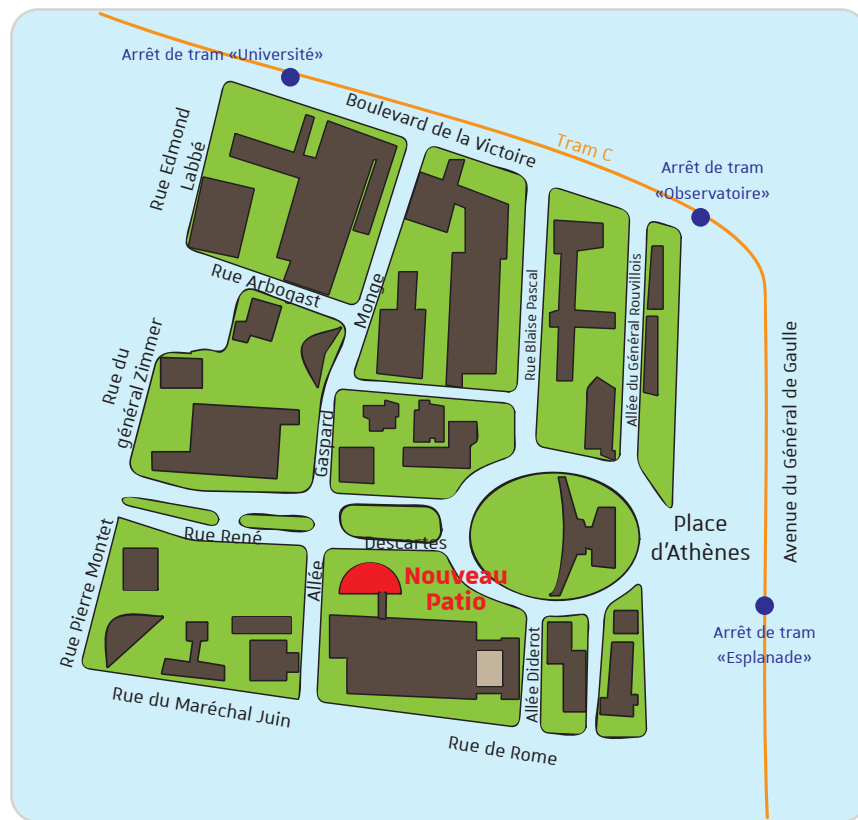 Arrêt de tram «Université»
Boulevard de la Victoire
Tram C
Arrêt de tram
«Observatoire»
Rue Edmond
Labbé
Rue Arbogast
Monge
Rue Blaise Pascal
Allée du Général Rouvillois
Avenue du Général de Gaulle
Rue du
général Zimmer
Gaspard
Rue René
Descartes
Place
d'Athènes
Allée
Nouveau
Patio
Rue Pierre Montet
Allée Diderot
Arrêt de tram
«Esplanade»
Rue du Maréchal Juin
Rue de Rome